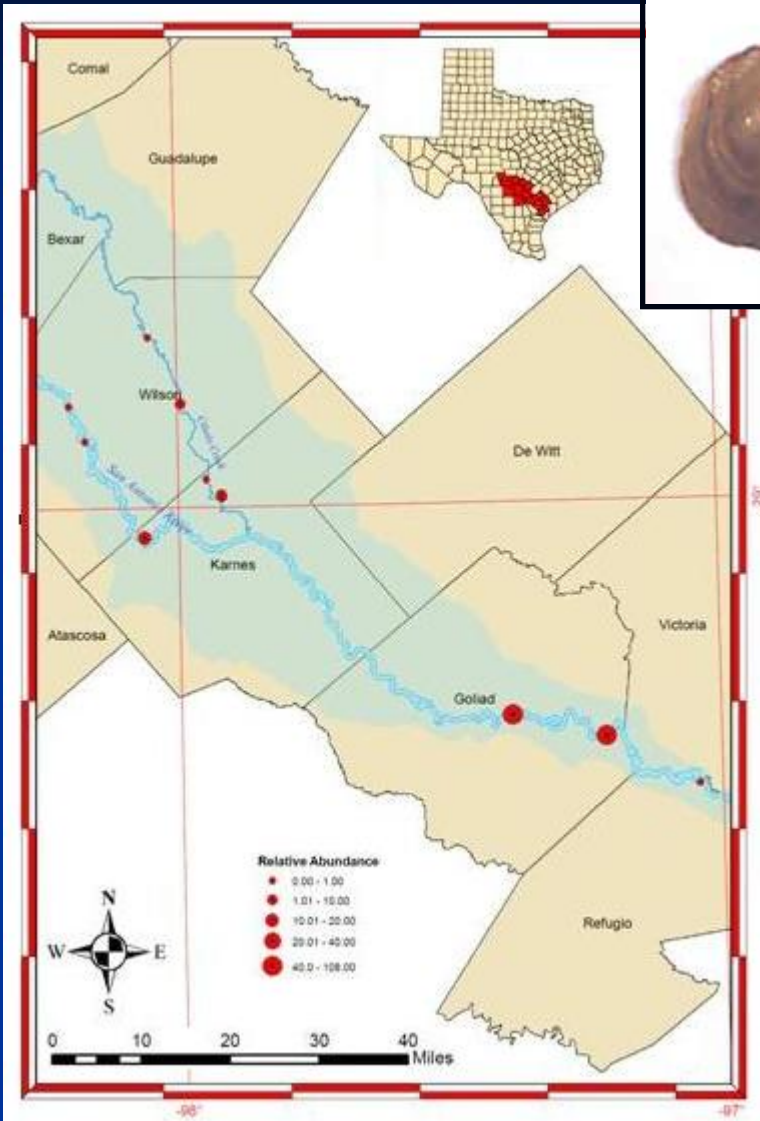 Comal
Guadalupe
Bexar
Wilson
De Witt
San Antonio River
Karnes
Atascosa
Victoria
Goliad
Relative Abundance
0.00 - 1.00
1.01 - 10.00
10.01 - 20.00
20.01 - 40.00
40.0 - 108.00
Refugio
N
W E
S
0 10 20 30 40
Miles
-98° -97°